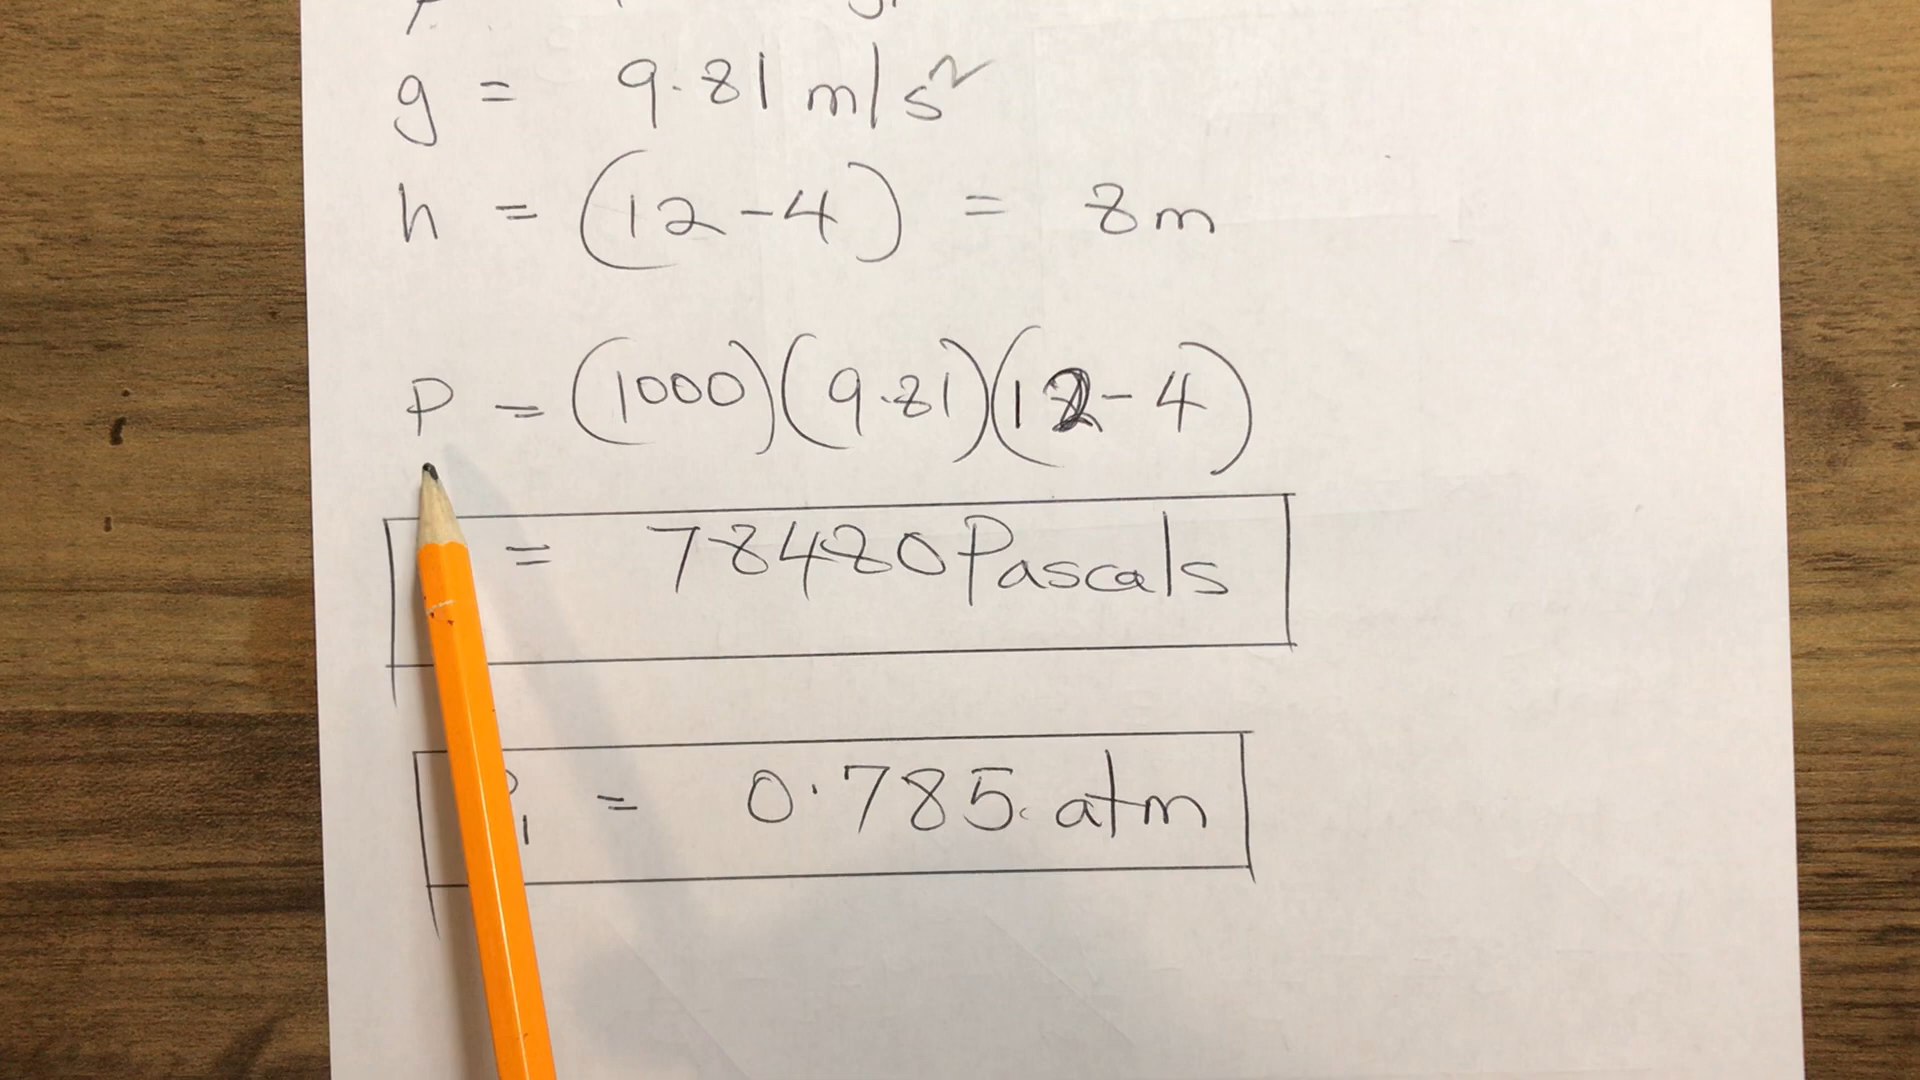 g = 9.81 m/s²
h = (12-4) = 8m
P = (1000)(9.81)(12-4)
= 78480 Pascals
= 0.785 atm